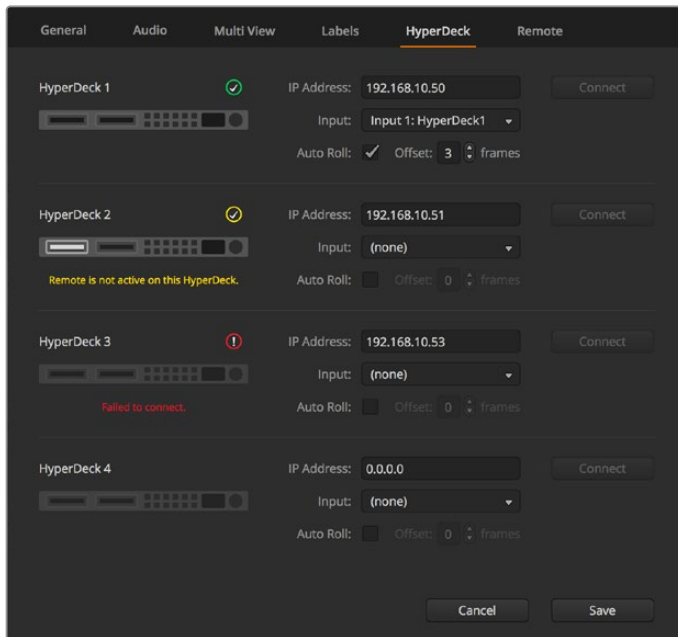 General Audio Multi View Labels HyperDeck Remote
HyperDeck 1 IP Address: 192.168.10.50 Connect
Input: Input 1: HyperDeck1
Auto Roll: Offset: 3 frames
HyperDeck 2 IP Address: 192.168.10.51 Connect
Input: (none)
Remote is not active on this HyperDeck. Auto Roll: Offset: 0 frames
HyperDeck 3 IP Address: 192.168.10.53 Connect
Input: (none)
Failed to connect. Auto Roll: Offset: 0 frames
HyperDeck 4 IP Address: 0.0.0.0 Connect
Input: (none)
Auto Roll: Offset: 0 frames
Cancel Save